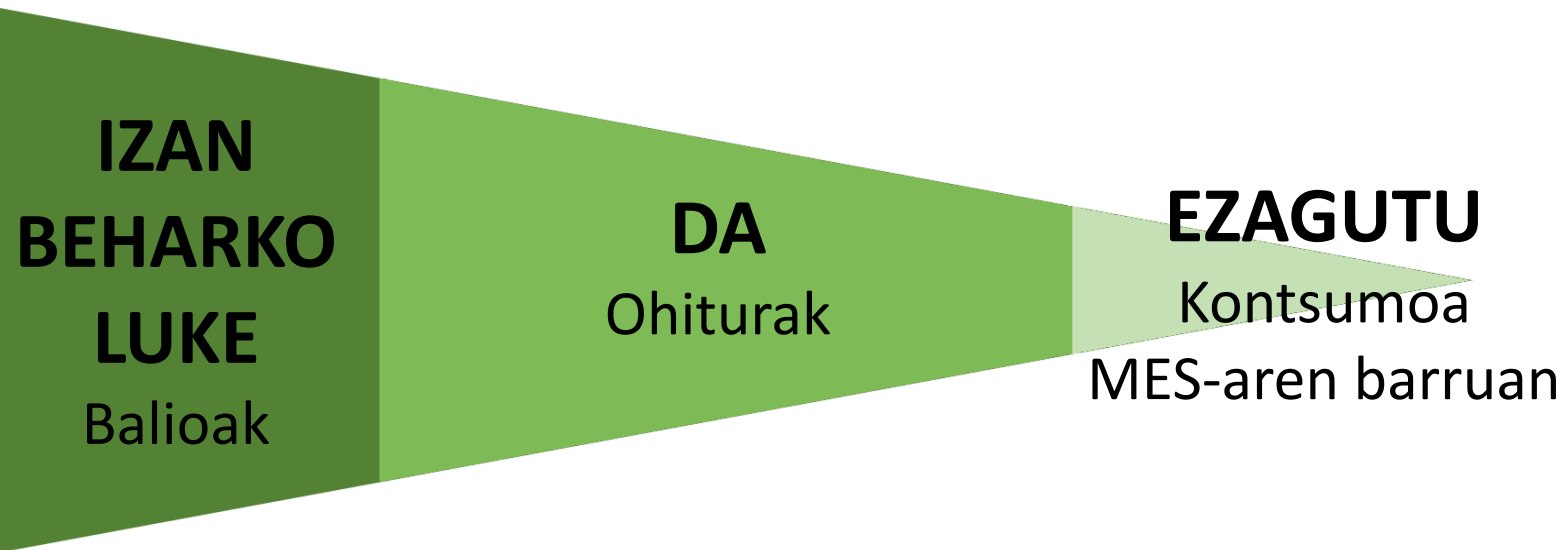 IZAN
BEHARKO
LUKE
Balioak
DA
Ohiturak
EZAGUTU
Kontsumoa
MES-aren barruan